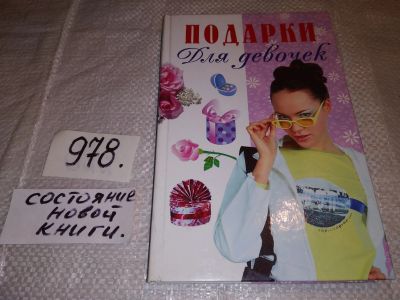 ПОДАРКИ
Для девочек
978.
СОСТОЯНИЕ
НОВОЙ
КНИГИ.